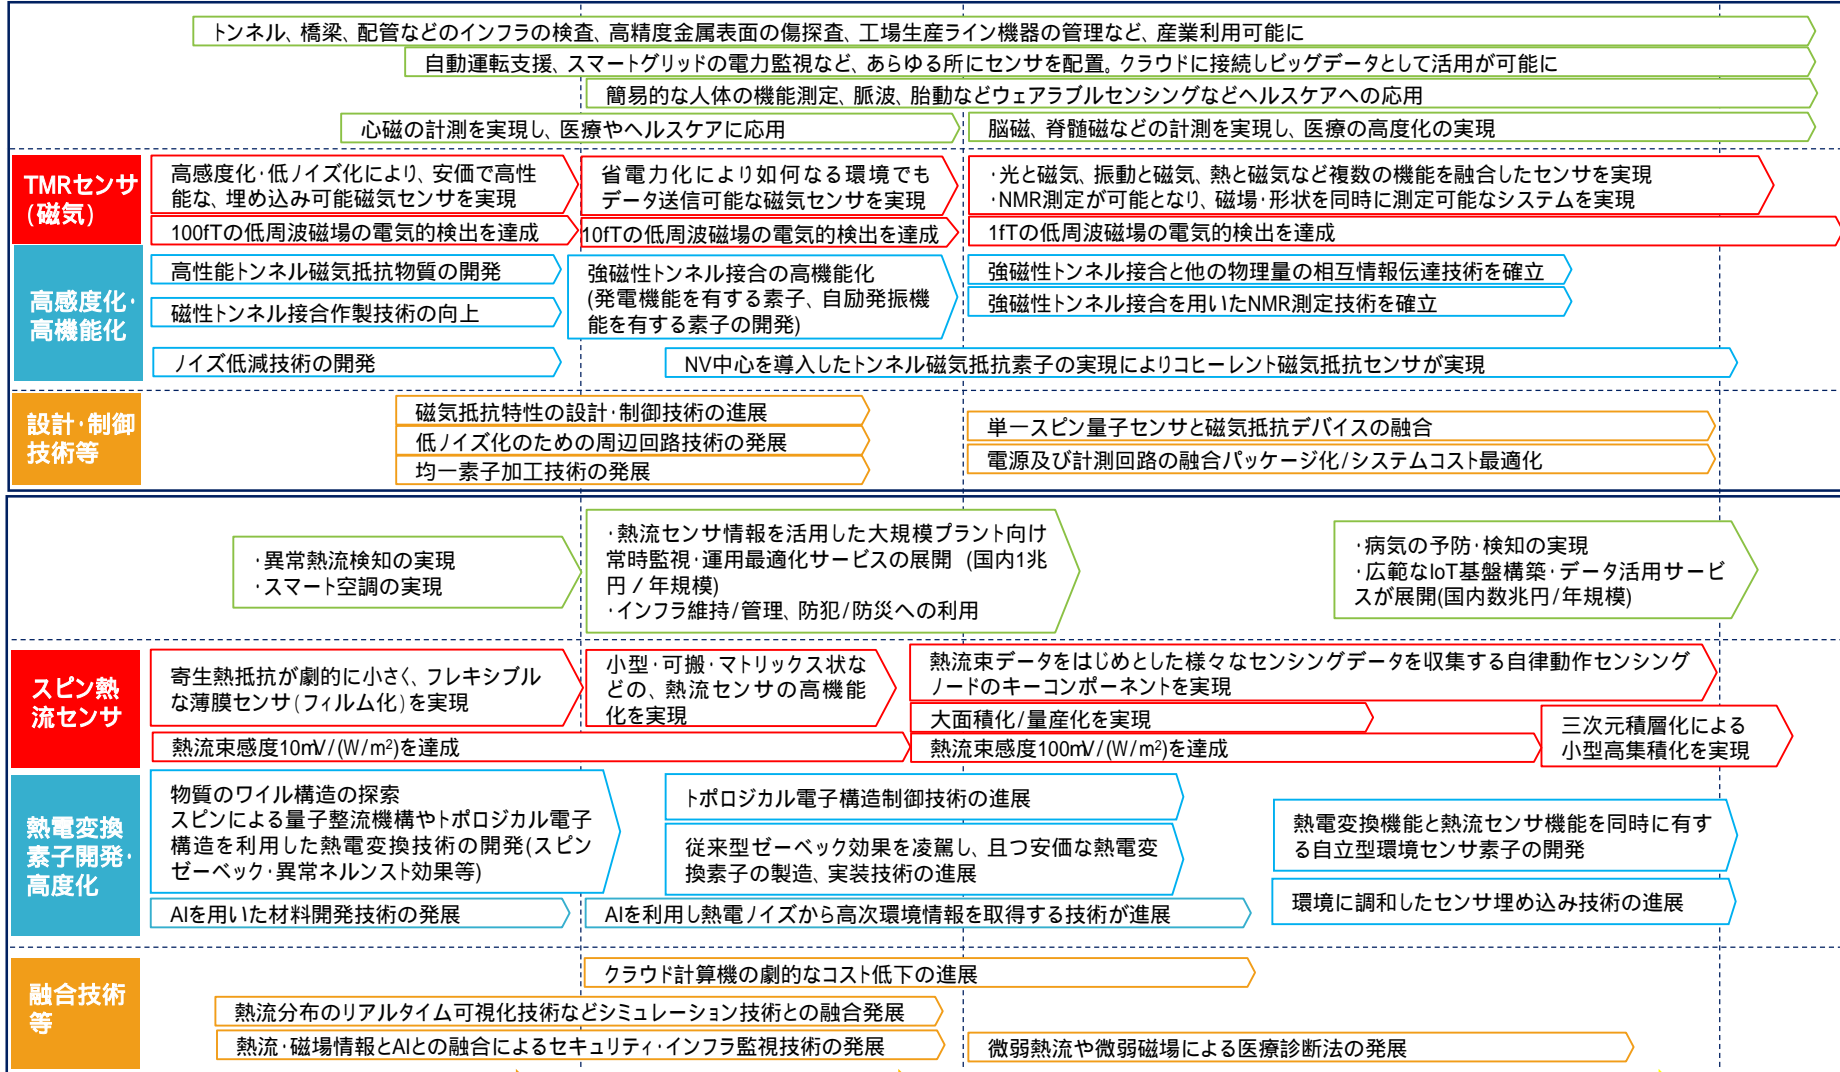 トンネル、橋梁、配管などのインフラの検査、高精度金属表面の傷探査、工場生産ライン機器の管理など、産業利用可能に
自動運転支援、スマートグリッドの電力監視など、あらゆる所にセンサを配置。クラウドに接続しビッグデータとして活用が可能に
簡易的な人体の機能測定、脈波、胎動などウェアラブルセンシングなどヘルスケアへの応用
心磁の計測を実現し、医療やヘルスケアに応用
脳磁、脊髄磁などの計測を実現し、医療の高度化の実現
TMRセンサ
(磁気)
高感度化・低ノイズ化により、安価で高性
能な、埋め込み可能磁気センサを実現
省電力化により如何なる環境でも
データ送信可能な磁気センサを実現
・光と磁気、振動と磁気、熱と磁気など複数の機能を融合したセンサを実現
・NMR測定が可能となり、磁場・形状を同時に測定可能なシステムを実現
100fTの低周波磁場の電気的検出を達成
10fTの低周波磁場の電気的検出を達成
1fTの低周波磁場の電気的検出を達成
高感度化・
高機能化
高性能トンネル磁気抵抗物質の開発
磁性トンネル接合作製技術の向上
ノイズ低減技術の開発
強磁性トンネル接合の高機能化
(発電機能を有する素子、自励発振機
能を有する素子の開発)
強磁性トンネル接合と他の物理量の相互情報伝達技術を確立
強磁性トンネル接合を用いたNMR測定技術を確立
NV中心を導入したトンネル磁気抵抗素子の実現によりコヒーレント磁気抵抗センサが実現
設計・制御
技術等
磁気抵抗特性の設計・制御技術の進展
低ノイズ化のための周辺回路技術の発展
均一素子加工技術の発展
単一スピン量子センサと磁気抵抗デバイスの融合
電源及び計測回路の融合パッケージ化/システムコスト最適化
・異常熱流検知の実現
・スマート空調の実現
・熱流センサ情報を活用した大規模プラント向け
常時監視・運用最適化サービスの展開 (国内1兆
円/年規模)
・インフラ維持/管理、防犯/防災への利用
・病気の予防・検知の実現
・広範なIoT基盤構築・データ活用サービ
スが展開(国内数兆円/年規模)
スピン熱
流センサ
寄生熱抵抗が劇的に小さく、フレキシブル
な薄膜センサ(フィルム化)を実現
小型・可搬・マトリックス状な
どの、熱流センサの高機能
化を実現
熱流束データをはじめとした様々なセンシングデータを収集する自律動作センシング
ノードのキーコンポーネントを実現
大面積化/量産化を実現
熱流束感度10mV/(W/m²)を達成
熱流束感度100mV/(W/m²)を達成
三次元積層化による
小型高集積化を実現
熱電変換
素子開発・
高度化
物質のワイル構造の探索
スピンによる量子整流機構やトポロジカル電子
構造を利用した熱電変換技術の開発(スピン
ゼーベック・異常ネルンスト効果等)
トポロジカル電子構造制御技術の進展
従来型ゼーベック効果を凌駕し、且つ安価な熱電変
換素子の製造、実装技術の進展
熱電変換機能と熱流センサ機能を同時に有す
る自立型環境センサ素子の開発
AIを用いた材料開発技術の発展
AIを利用し熱電ノイズから高次環境情報を取得する技術が進展
環境に調和したセンサ埋め込み技術の進展
融合技術
等
クラウド計算機の劇的なコスト低下の進展
熱流分布のリアルタイム可視化技術などシミュレーション技術との融合発展
熱流・磁場情報とAIとの融合によるセキュリティ・インフラ監視技術の発展
微弱熱流や微弱磁場による医療診断法の発展